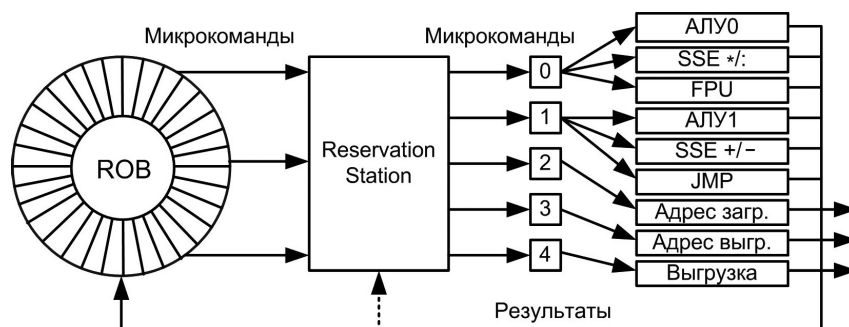 Микрокоманды
Микрокоманды
ROB
Reservation
Station
0
1
2
3
4
АЛУ0
SSE */:
FPU
АЛУ1
SSE +/−
JMP
Адрес загр.
Адрес выгр.
Выгрузка
Результаты